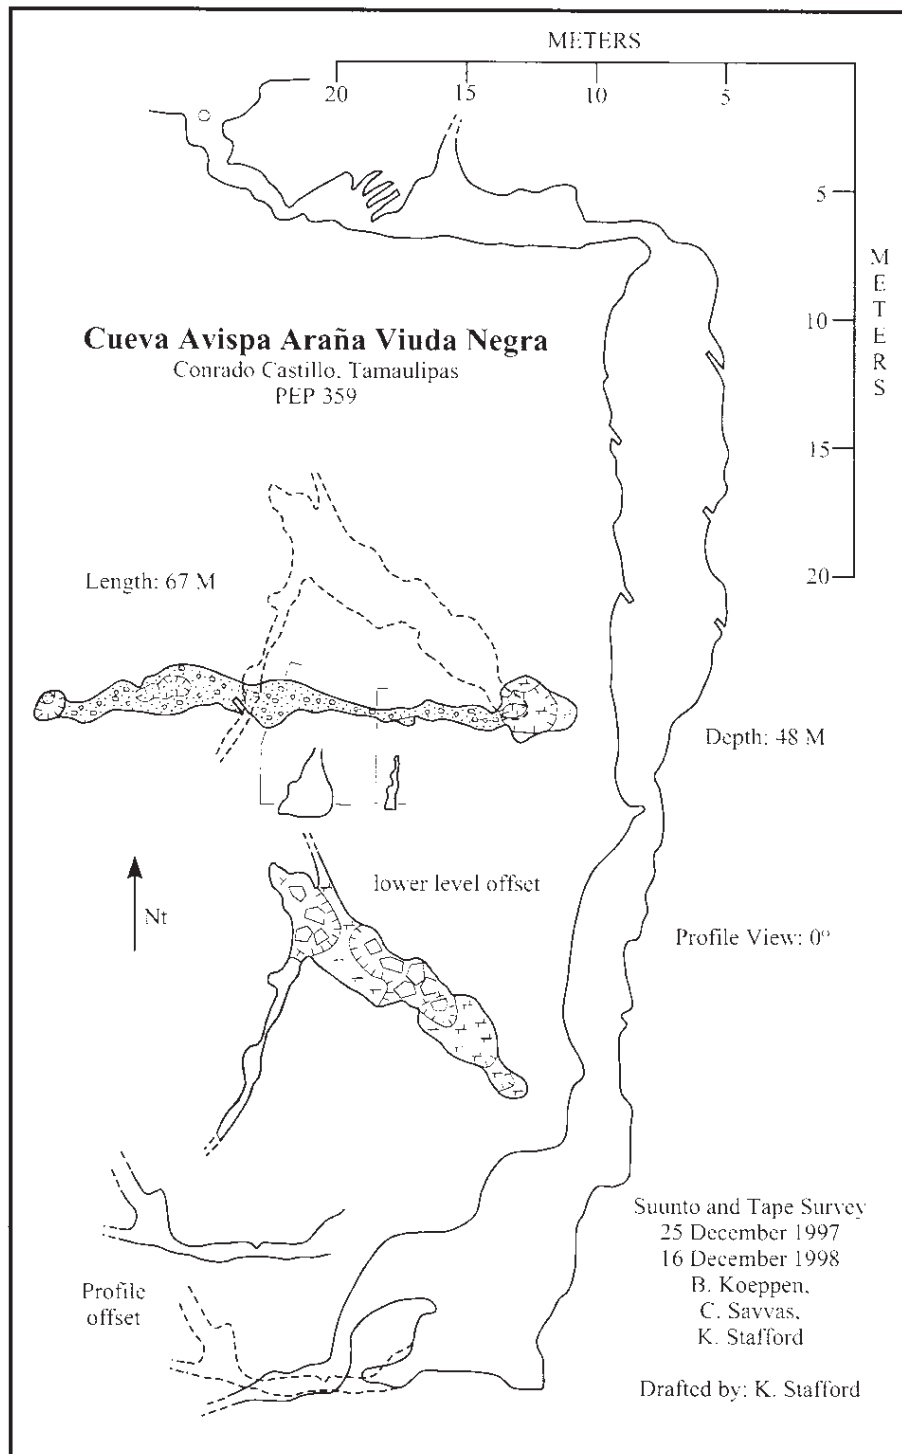 METERS
20 15 10 5
5
10
15
20
METERS
Cueva Avispa Araña Viuda Negra
Conrado Castillo, Tamaulipas
PEP 359
Length: 67 M
Depth: 48 M
lower level offset
Nt
Profile View: 0°
Profile
offset
Suunto and Tape Survey
25 December 1997
16 December 1998
B. Koeppen,
C. Savvas,
K. Stafford
Drafted by: K. Stafford